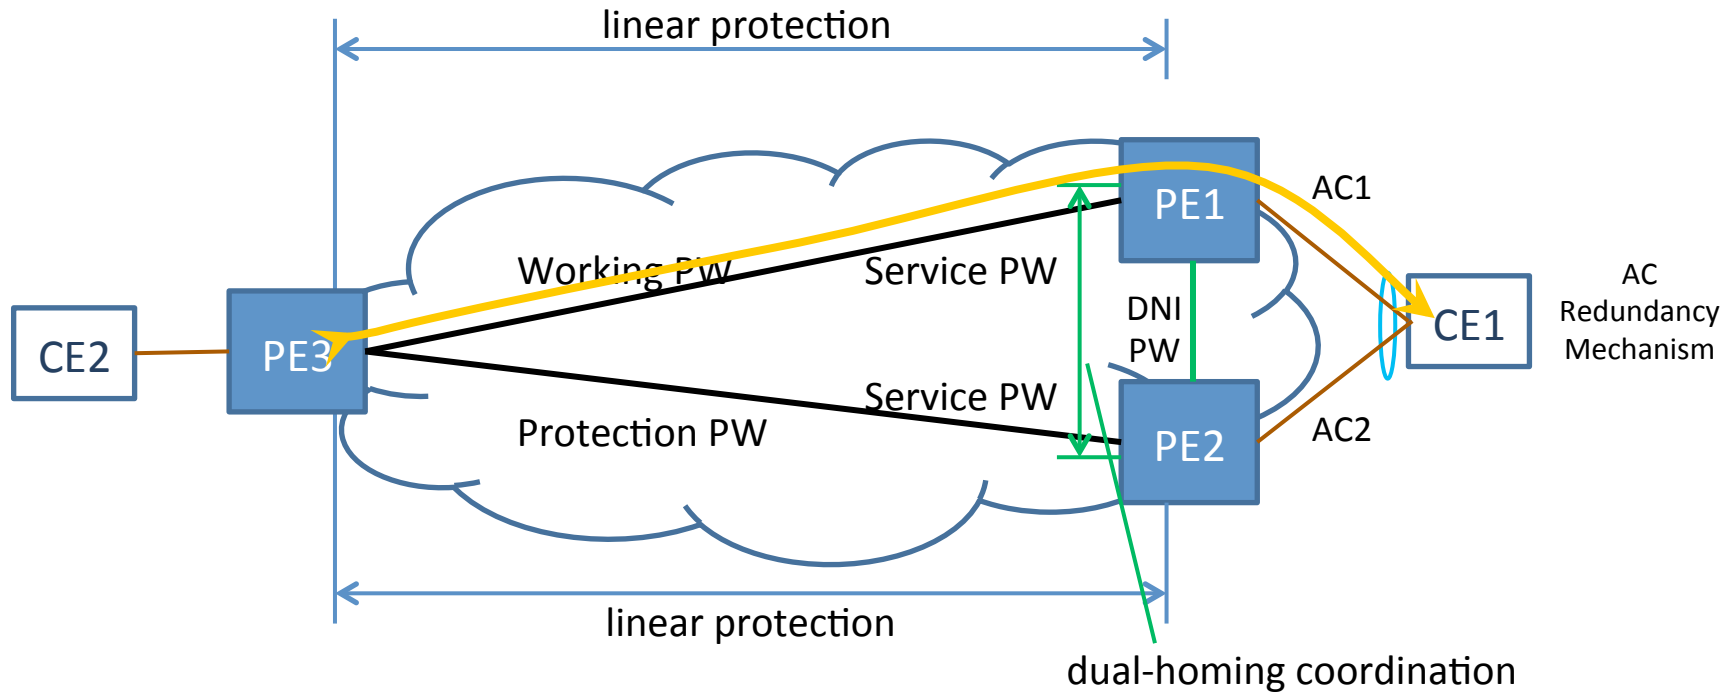 linear protection
PE1
AC1
Working PW
Service PW
DNI
PW
AC
Redundancy
Mechanism
CE1
CE2
PE3
Service PW
Protection PW
PE2
AC2
linear protection
dual-homing coordination